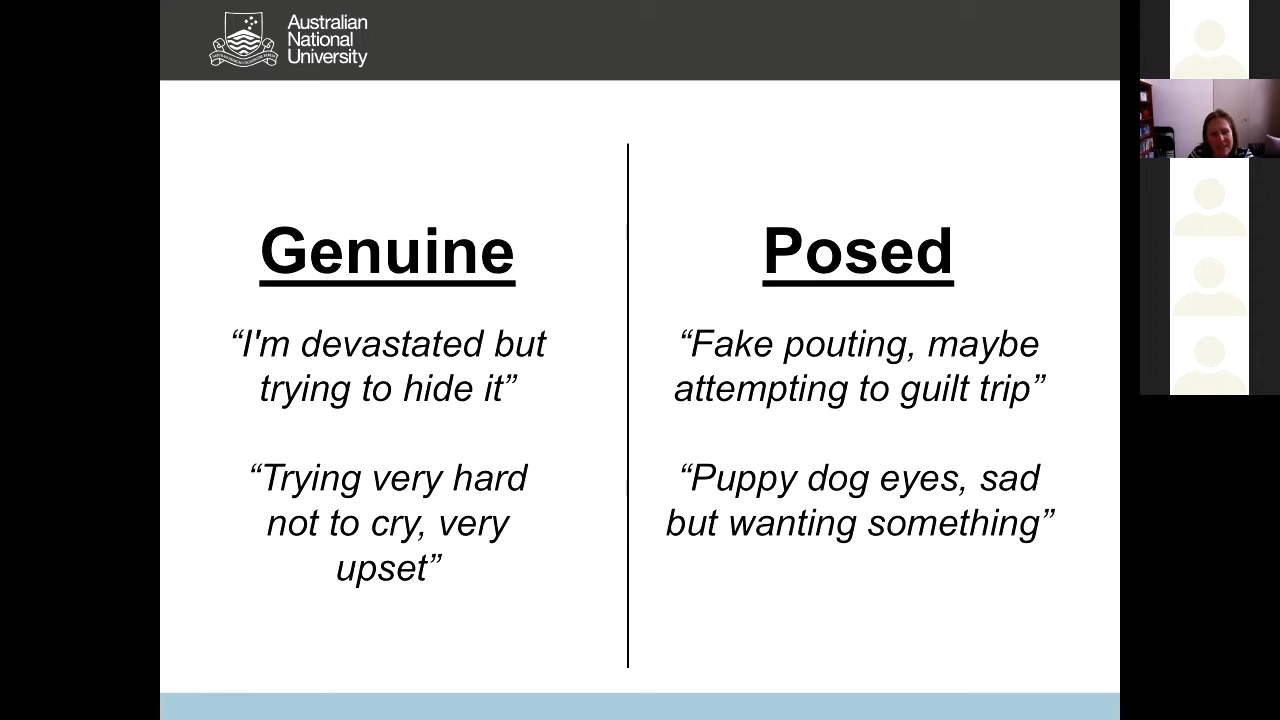 Australian
National
University
Genuine
“I'm devastated but
trying to hide it”
“Trying very hard
not to cry, very
upset”
Posed
“Fake pouting, maybe
attempting to guilt trip”
“Puppy dog eyes, sad
but wanting something”